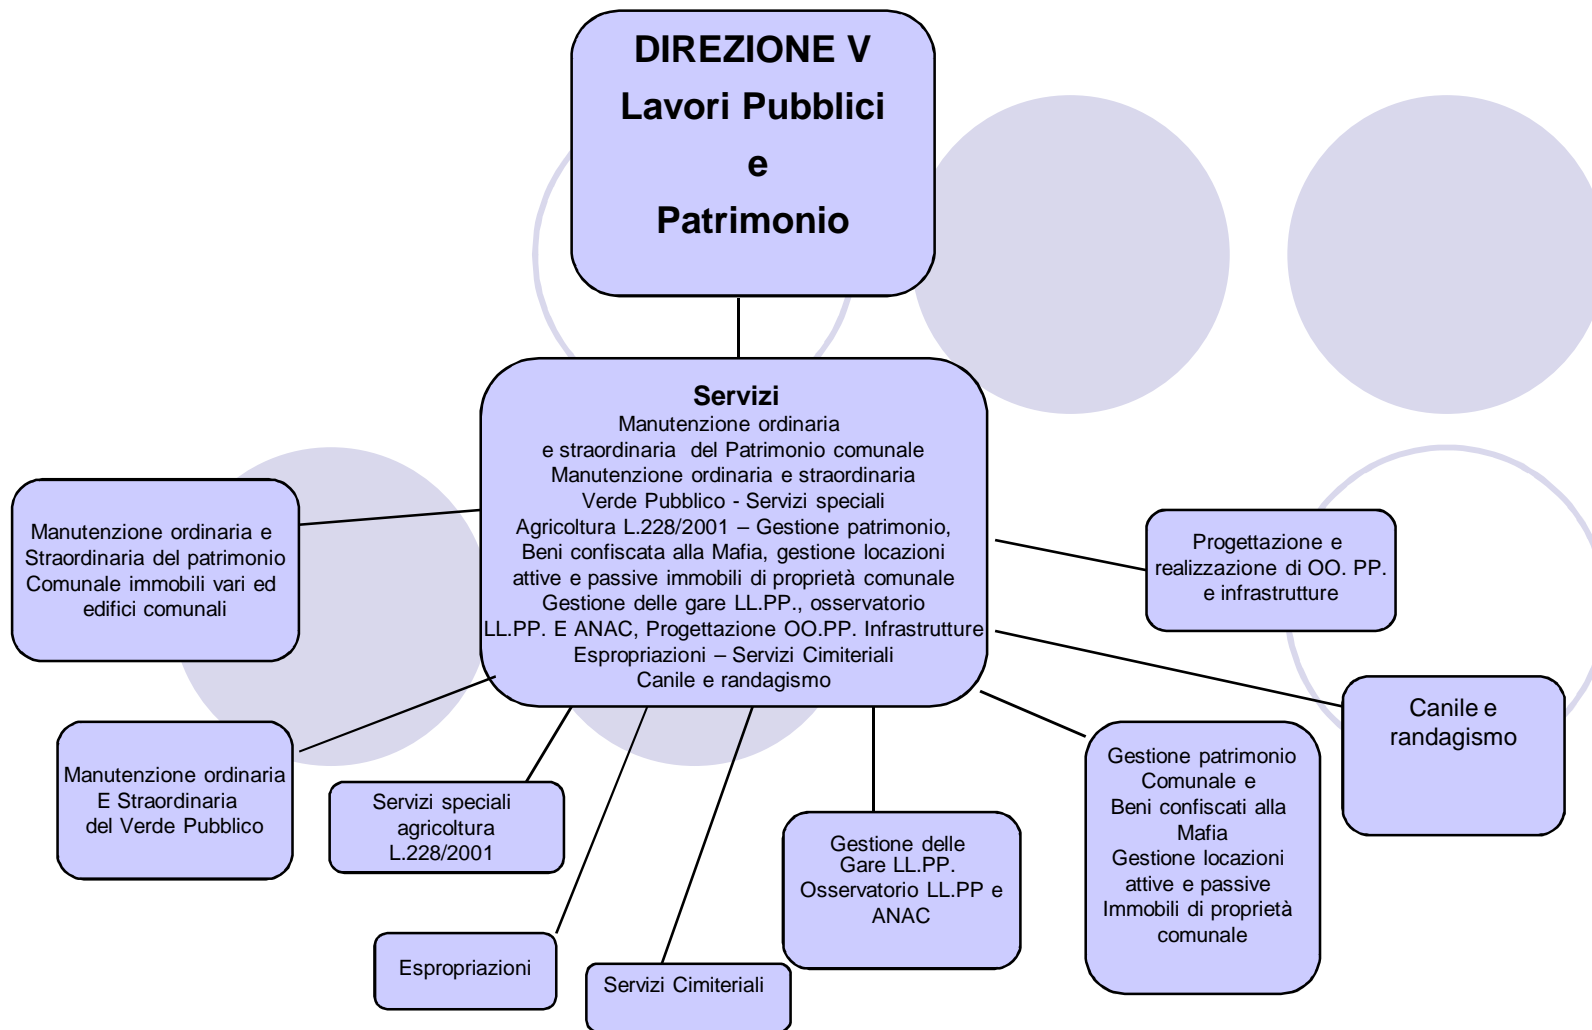 DIREZIONE V
Lavori Pubblici
e
Patrimonio
Servizi
Manutenzione ordinaria
e straordinaria del Patrimonio comunale
Manutenzione ordinaria e straordinaria
Verde Pubblico - Servizi speciali
Agricoltura L.228/2001 – Gestione patrimonio,
Beni confiscata alla Mafia, gestione locazioni
attive e passive immobili di proprietà comunale
Gestione delle gare LL.PP., osservatorio
LL.PP. E ANAC, Progettazione OO.PP. Infrastrutture
Espropriazioni – Servizi Cimiteriali
Canile e randagismo
Manutenzione ordinaria e
Straordinaria del patrimonio
Comunale immobili vari ed
edifici comunali
Progettazione e
realizzazione di OO. PP.
e infrastrutture
Manutenzione ordinaria
E Straordinaria
del Verde Pubblico
Servizi speciali
agricoltura
L.228/2001
Espropriazioni
Servizi Cimiteriali
Gestione delle
Gare LL.PP.
Osservatorio LL.PP e
ANAC
Gestione patrimonio
Comunale e
Beni confiscati alla
Mafia
Gestione locazioni
attive e passive
Immobili di proprietà
comunale
Canile e
randagismo